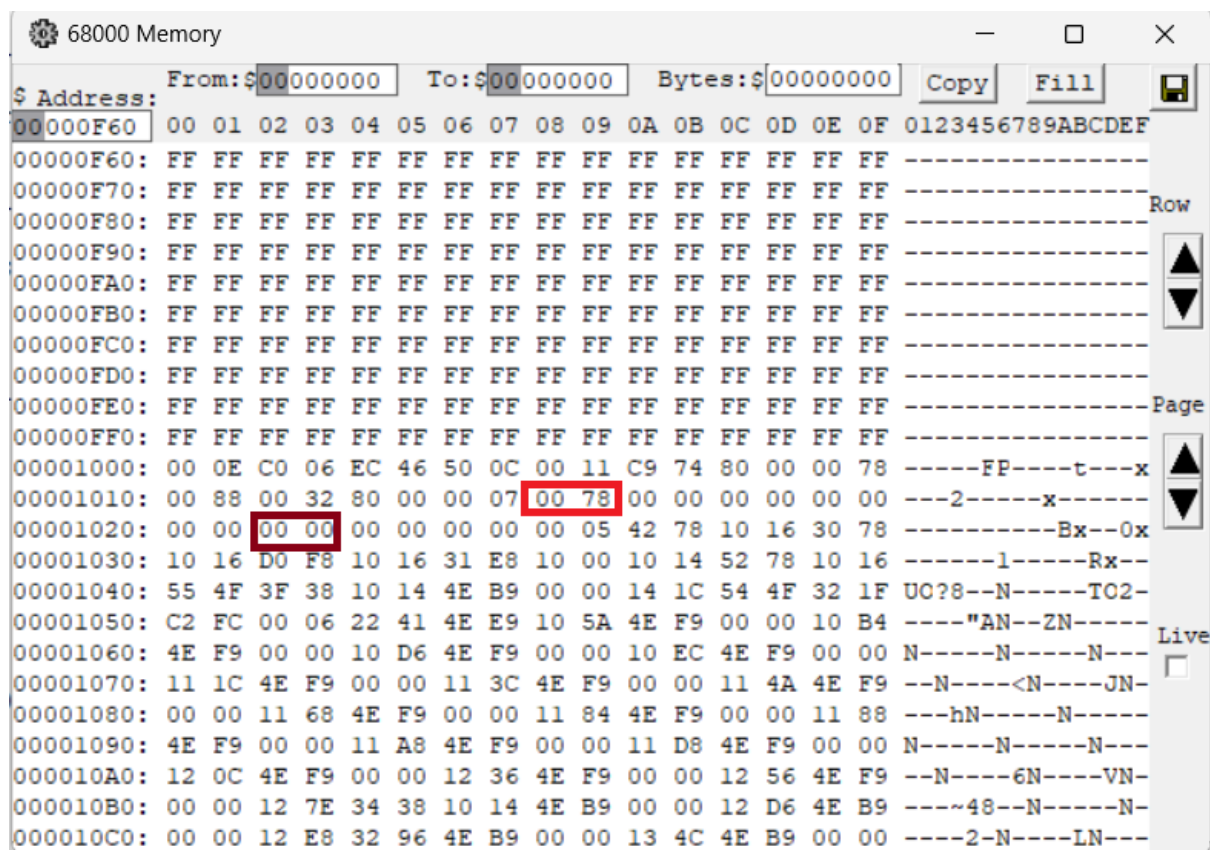 68000 Memory
From:$00000000 To:$00000000 Bytes:$00000000 Copy Fill
$ Address:
00000F60 00 01 02 03 04 05 06 07 08 09 0A 0B 0C 0D 0E 0F 0123456789ABCDEF
00000F60: FF FF FF FF FF FF FF FF FF FF FF FF FF FF FF FF ----------------
00000F70: FF FF FF FF FF FF FF FF FF FF FF FF FF FF FF FF ----------------
Row
00000F80: FF FF FF FF FF FF FF FF FF FF FF FF FF FF FF FF ----------------
00000F90: FF FF FF FF FF FF FF FF FF FF FF FF FF FF FF FF ----------------
00000FA0: FF FF FF FF FF FF FF FF FF FF FF FF FF FF FF FF ----------------
00000FB0: FF FF FF FF FF FF FF FF FF FF FF FF FF FF FF FF ----------------
00000FC0: FF FF FF FF FF FF FF FF FF FF FF FF FF FF FF FF ----------------
00000FD0: FF FF FF FF FF FF FF FF FF FF FF FF FF FF FF FF ----------------
00000FE0: FF FF FF FF FF FF FF FF FF FF FF FF FF FF FF FF ----------------
Page
00000FF0: FF FF FF FF FF FF FF FF FF FF FF FF FF FF FF FF ----------------
00001000: 00 0E C0 06 EC 46 50 0C 00 11 C9 74 80 00 00 78 -----FP----t---x
00001010: 00 88 00 32 80 00 00 07 00 78 00 00 00 00 00 00 ---2-----x------
00001020: 00 00 00 00 00 00 00 00 00 05 42 78 10 16 30 78 ----------Bx--0x
00001030: 10 16 D0 F8 10 16 31 E8 10 00 10 14 52 78 10 16 ------1-----Rx--
00001040: 55 4F 3F 38 10 14 4E B9 00 00 14 1C 54 4F 32 1F UO?8--N-----TO2-
00001050: C2 FC 00 06 22 41 4E E9 10 5A 4E F9 00 00 10 B4 ----"AN--ZN-----
Live
00001060: 4E F9 00 00 10 D6 4E F9 00 00 10 EC 4E F9 00 00 N-----N-----N---
00001070: 11 1C 4E F9 00 00 11 3C 4E F9 00 00 11 4A 4E F9 --N----<N----JN-
00001080: 00 00 11 68 4E F9 00 00 11 84 4E F9 00 00 11 88 ---hN-----N-----
00001090: 4E F9 00 00 11 A8 4E F9 00 00 11 D8 4E F9 00 00 N-----N-----N---
000010A0: 12 0C 4E F9 00 00 12 36 4E F9 00 00 12 56 4E F9 --N----6N----VN-
000010B0: 00 00 12 7E 34 38 10 14 4E B9 00 00 12 D6 4E B9 ---~48--N-----N-
000010C0: 00 00 12 E8 32 96 4E B9 00 00 13 4C 4E B9 00 00 ----2-N----LN---